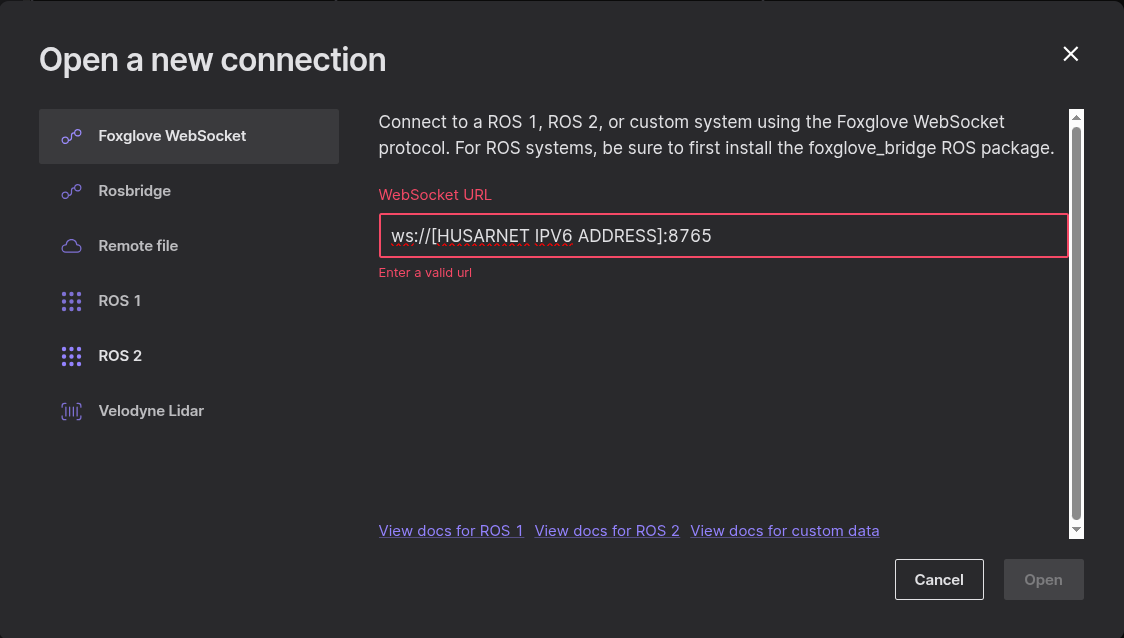 Open a new connection
Foxglove WebSocket
Rosbridge
Remote file
ROS 1
ROS 2
Velodyne Lidar
Connect to a ROS 1, ROS 2, or custom system using the Foxglove WebSocket
protocol. For ROS systems, be sure to first install the foxglove_bridge ROS package.
WebSocket URL
ws://[HUSARNET IPV6 ADDRESS]:8765
Enter a valid url
View docs for ROS 1 View docs for ROS 2 View docs for custom data
Cancel Open